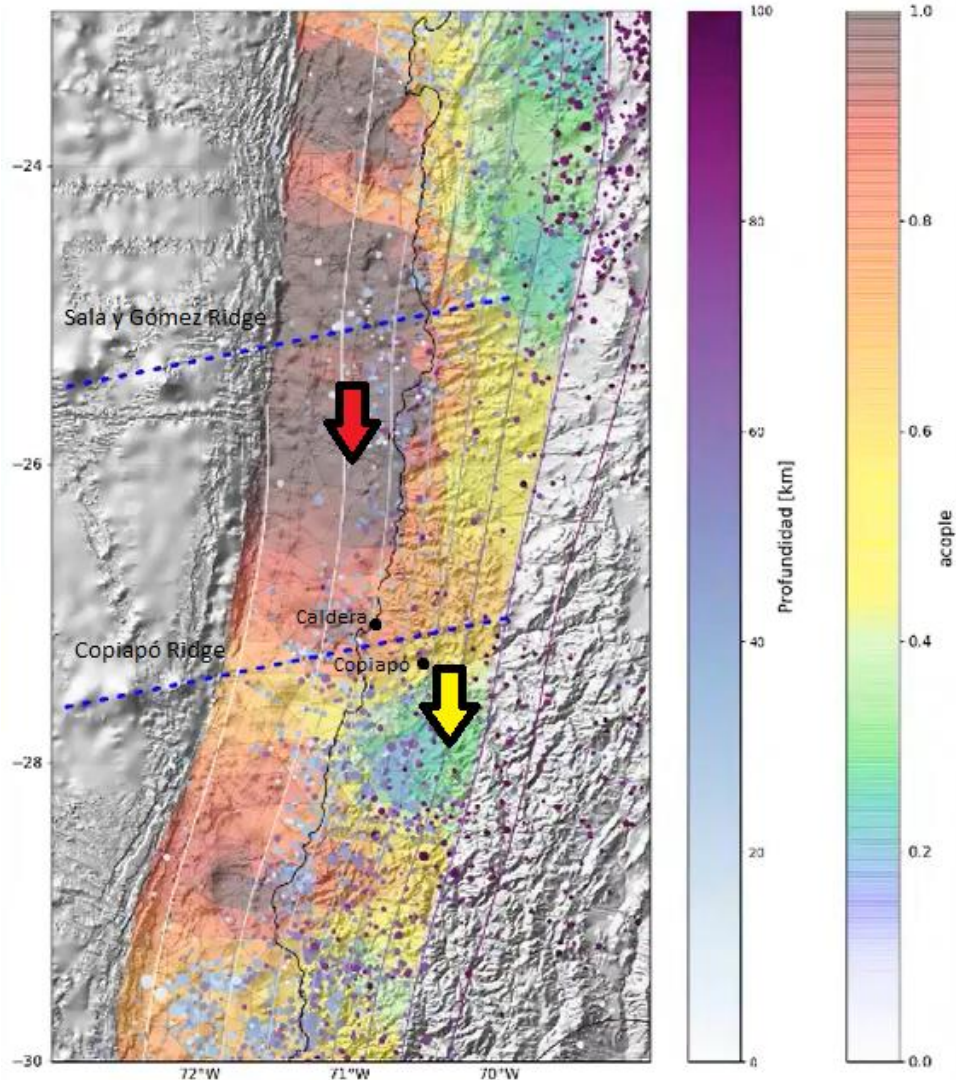 100
1.0
−24
80
0.8
Sala y Gómez Ridge
60
0.6
−26
Profundidad [km]
acople
Caldera
40
0.4
Copiapó Ridge
Copiapó
−28
20
0.2
−30
0
0.0
72°W
71°W
70°W